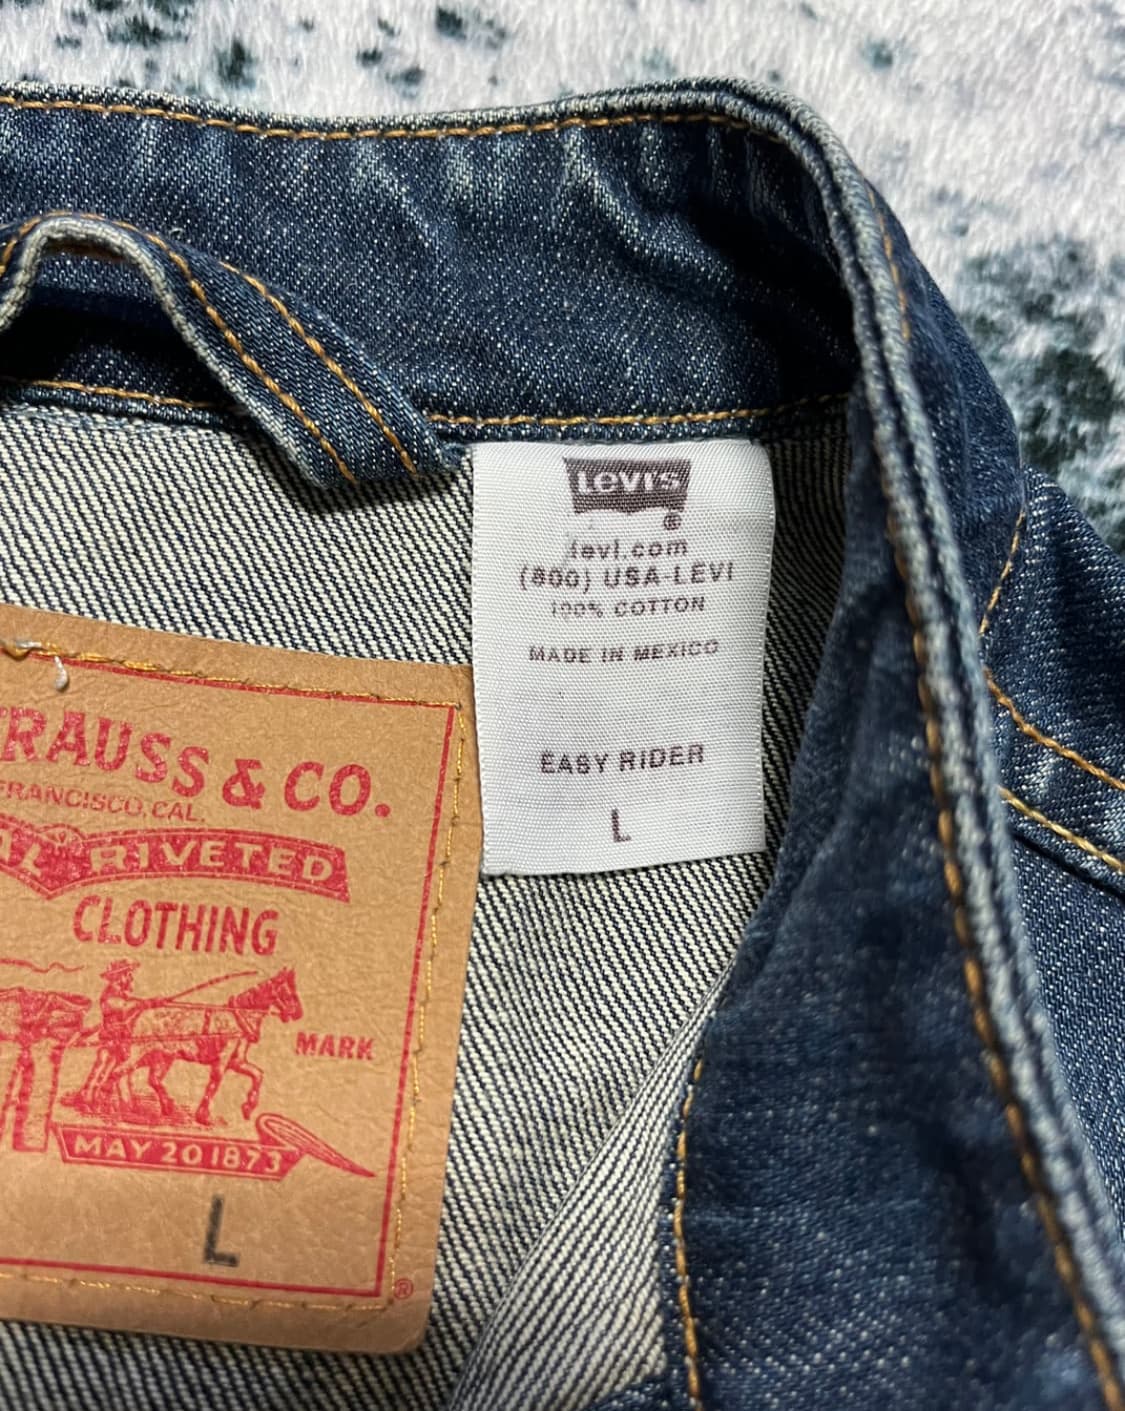 Levi's
®
levi.com
(800) USA-LEVI
100% COTTON
MADE IN MEXICO
EASY RIDER
L
TRAUSS & CO.
FRANCISCO, CAL.
AL RIVETED
CLOTHING
MARK
MAY 20 1873
L
®